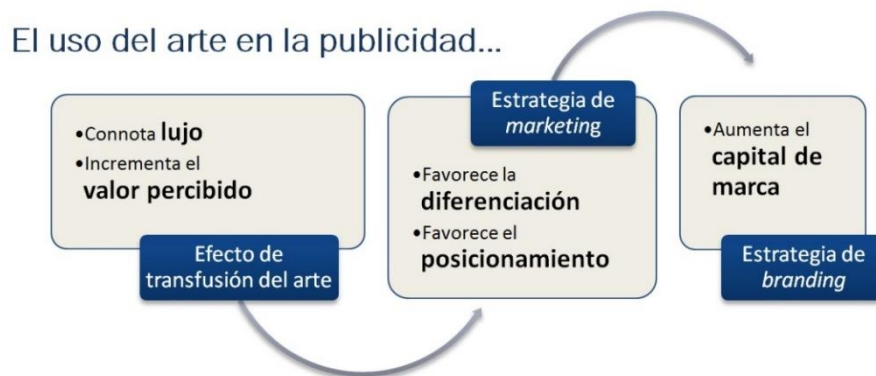 El uso del arte en la publicidad...
•Connota lujo
•Incrementa el
valor percibido
Efecto de
transfusión del arte
Estrategia de
marketing
•Favorece la
diferenciación
•Favorece el
posicionamiento
•Aumenta el
capital de
marca
Estrategia de
branding